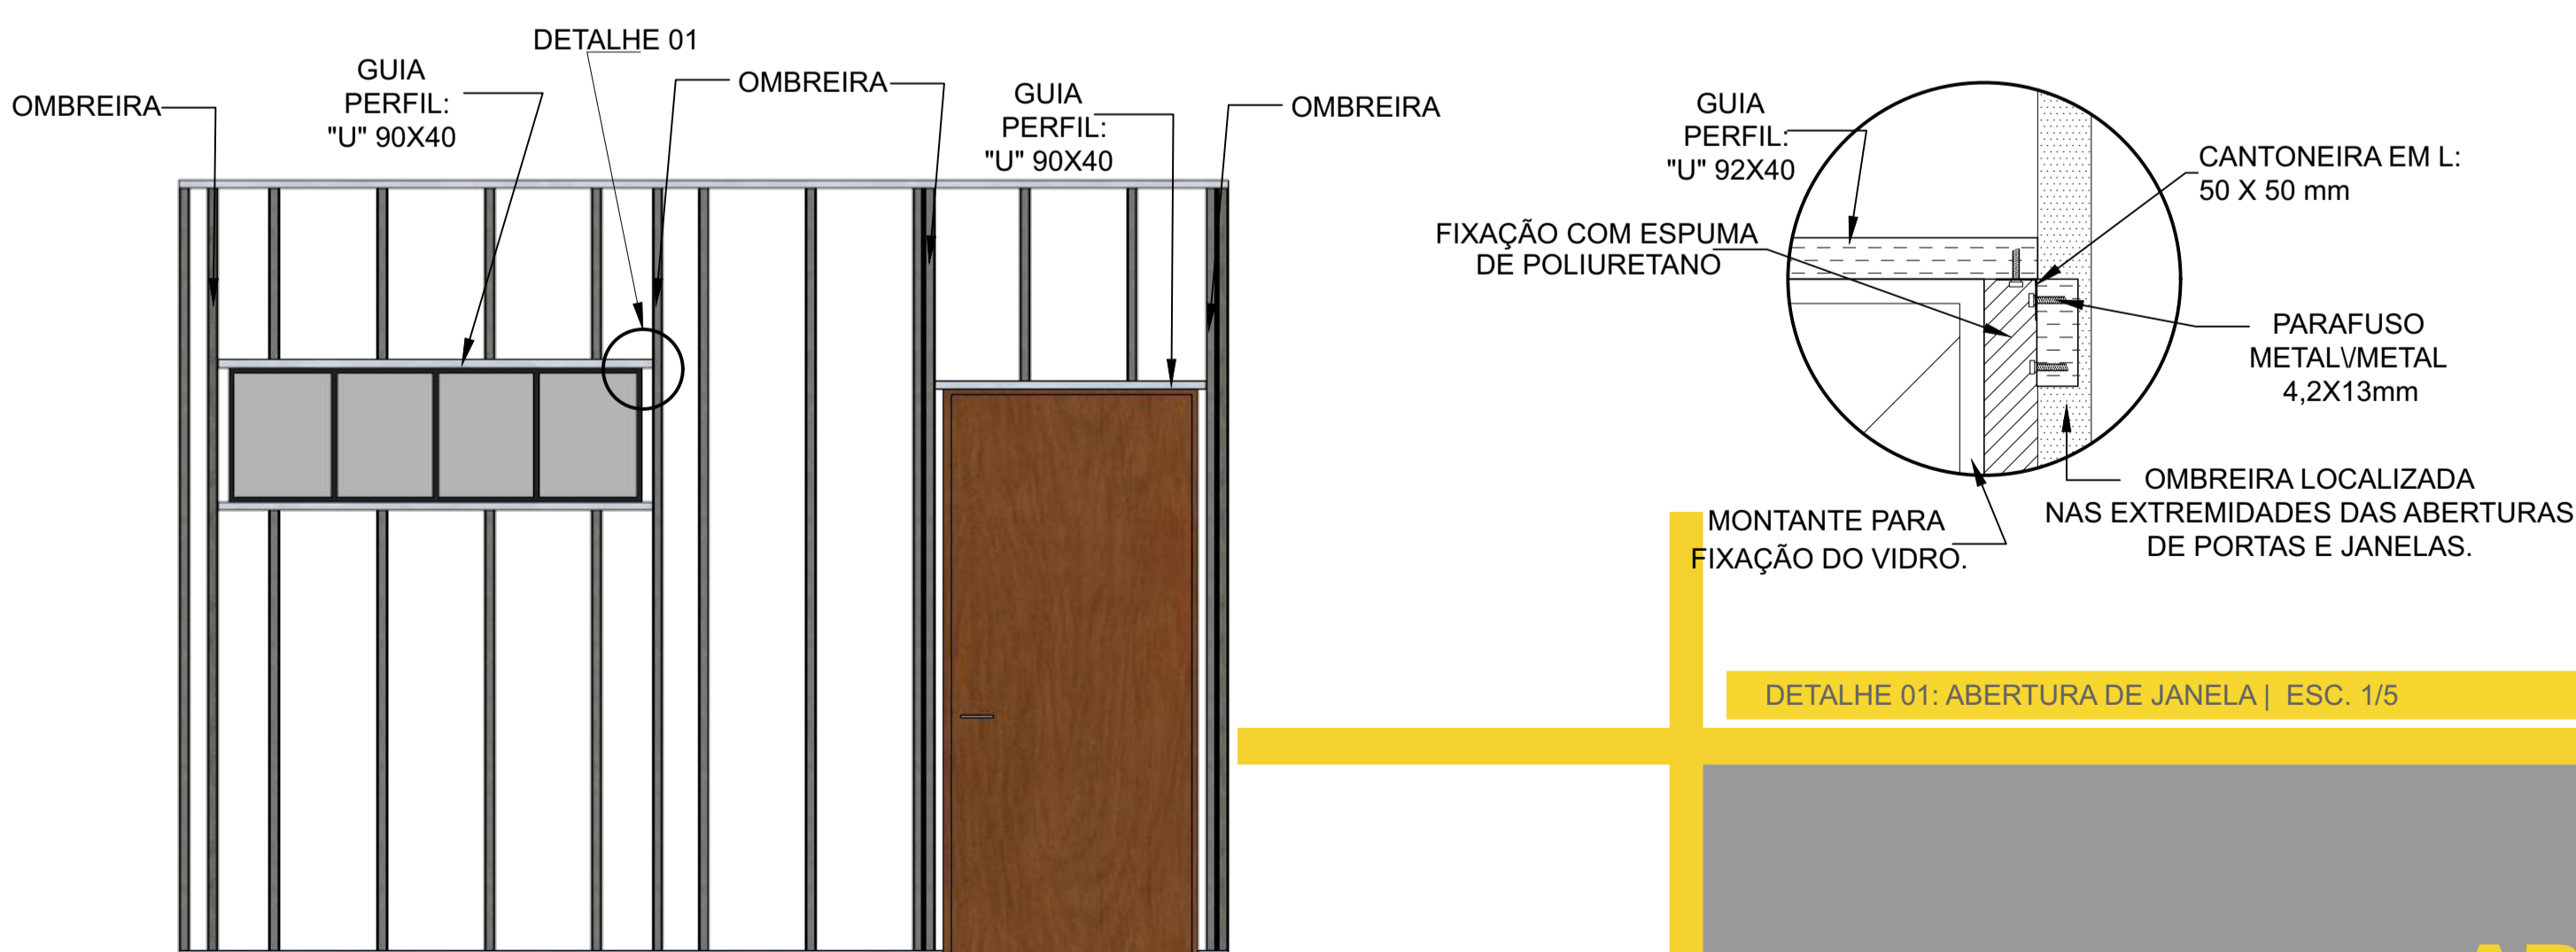 DETALHE 01
OMBREIRA
GUIA
PERFIL:
"U" 90X40
OMBREIRA
GUIA
PERFIL:
"U" 90X40
OMBREIRA
GUIA
PERFIL:
"U" 92X40
CANTONEIRA EM L:
50 X 50 mm
FIXAÇÃO COM ESPUMA
DE POLIURETANO
PARAFUSO
METAL\/METAL
4,2X13mm
OMBREIRA LOCALIZADA
NAS EXTREMIDADES DAS ABERTURAS
DE PORTAS E JANELAS.
MONTANTE PARA
FIXAÇÃO DO VIDRO.
DETALHE 01: ABERTURA DE JANELA | ESC. 1/5